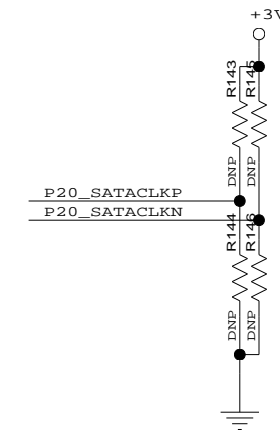 +3V
R143
R145
DNP
DNP
P20_SATACLKP
P20_SATACLKN
R144
R146
DNP
DNP